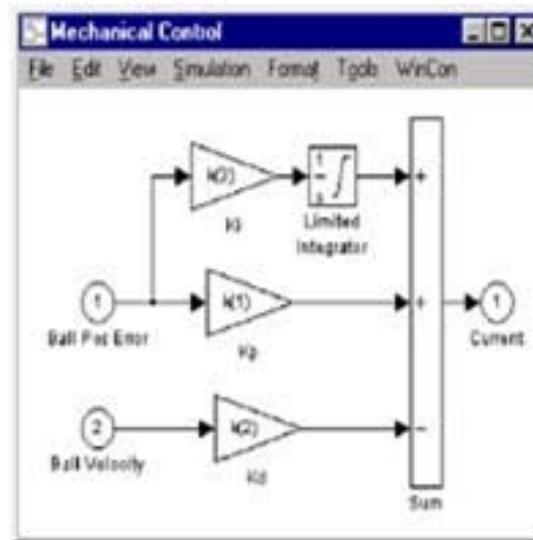 Mechanical Control
File Edit View Simulation Format Tools WinCon
k(3)
1
s
+
Ki
Limited
Integrator
1
k(1)
+
1
Ball Pos Error
Kp
Current
2
k(2)
−
Ball Velocity
Kd
Sum